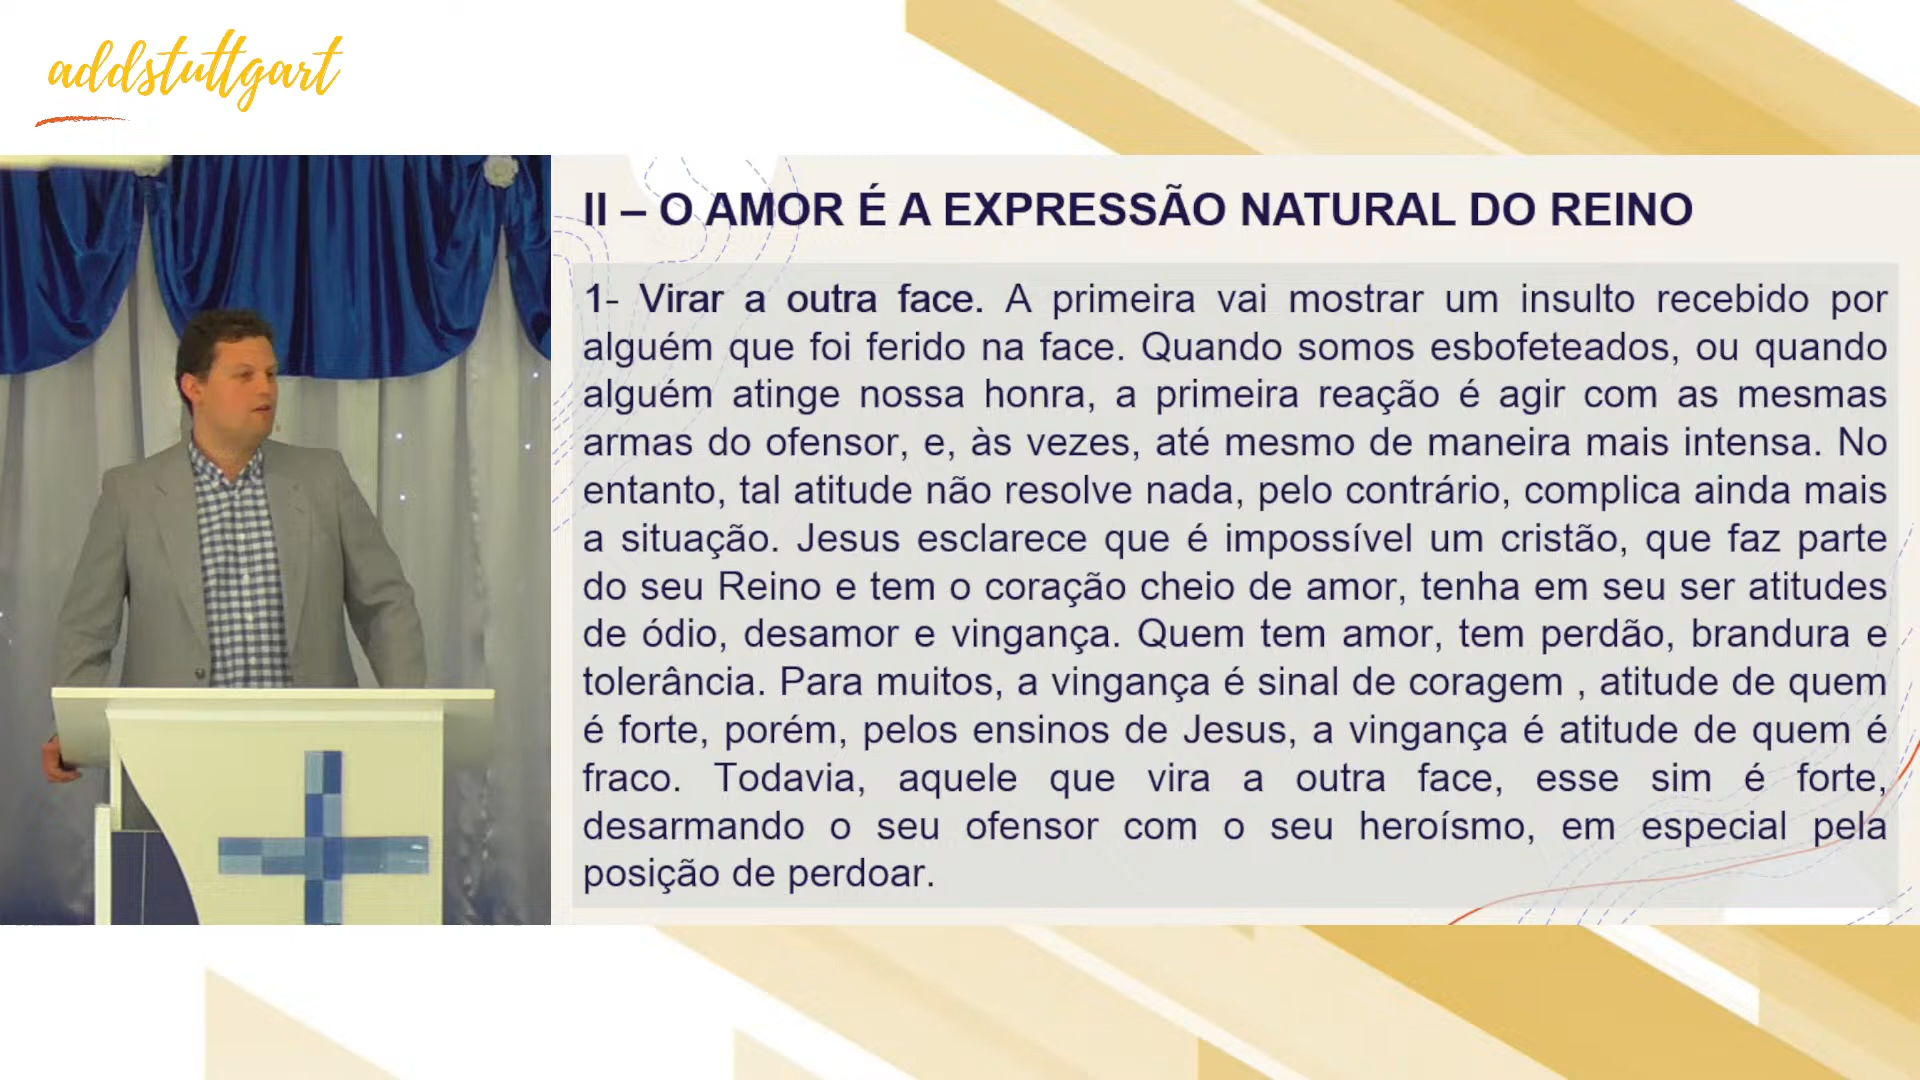 addstuttgart
II – O AMOR É A EXPRESSÃO NATURAL DO REINO
1- Virar a outra face. A primeira vai mostrar um insulto recebido por
alguém que foi ferido na face. Quando somos esbofeteados, ou quando
alguém atinge nossa honra, a primeira reação é agir com as mesmas
armas do ofensor, e, às vezes, até mesmo de maneira mais intensa. No
entanto, tal atitude não resolve nada, pelo contrário, complica ainda mais
a situação. Jesus esclarece que é impossível um cristão, que faz parte
do seu Reino e tem o coração cheio de amor, tenha em seu ser atitudes
de ódio, desamor e vingança. Quem tem amor, tem perdão, brandura e
tolerância. Para muitos, a vingança é sinal de coragem , atitude de quem
é forte, porém, pelos ensinos de Jesus, a vingança é atitude de quem é
fraco. Todavia, aquele que vira a outra face, esse sim é forte,
desarmando o seu ofensor com o seu heroísmo, em especial pela
posição de perdoar.